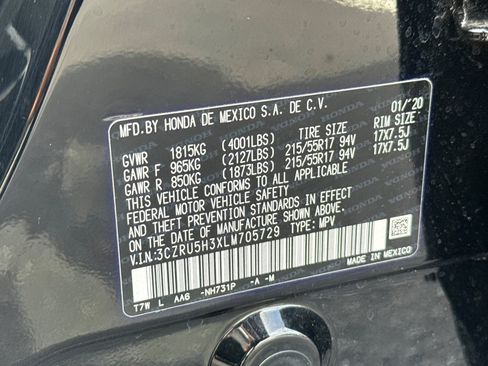 MFD.BY HONDA DE MEXICO S.A. DE C.V. 01/'20
TIRE SIZE RIM SIZE
GVWR 1815KG (4001LBS)
GAWR F 965KG (2127LBS) 215/55R17 94V 17X7.5J
GAWR R 850KG (1873LBS) 215/55R17 94V 17X7.5J
THIS VEHICLE CONFORMS TO ALL APPLICABLE
FEDERAL MOTOR VEHICLE SAFETY
AND THEFT PREVENTION STANDARDS IN EFFECT
ON THE DATE OF MANUFACTURE SHOWN ABOVE.
V.I.N.:3CZRU5H3XLM705729 TYPE: MPV
T7W L AA6 -NH731P -A -M MADE IN MEXICO